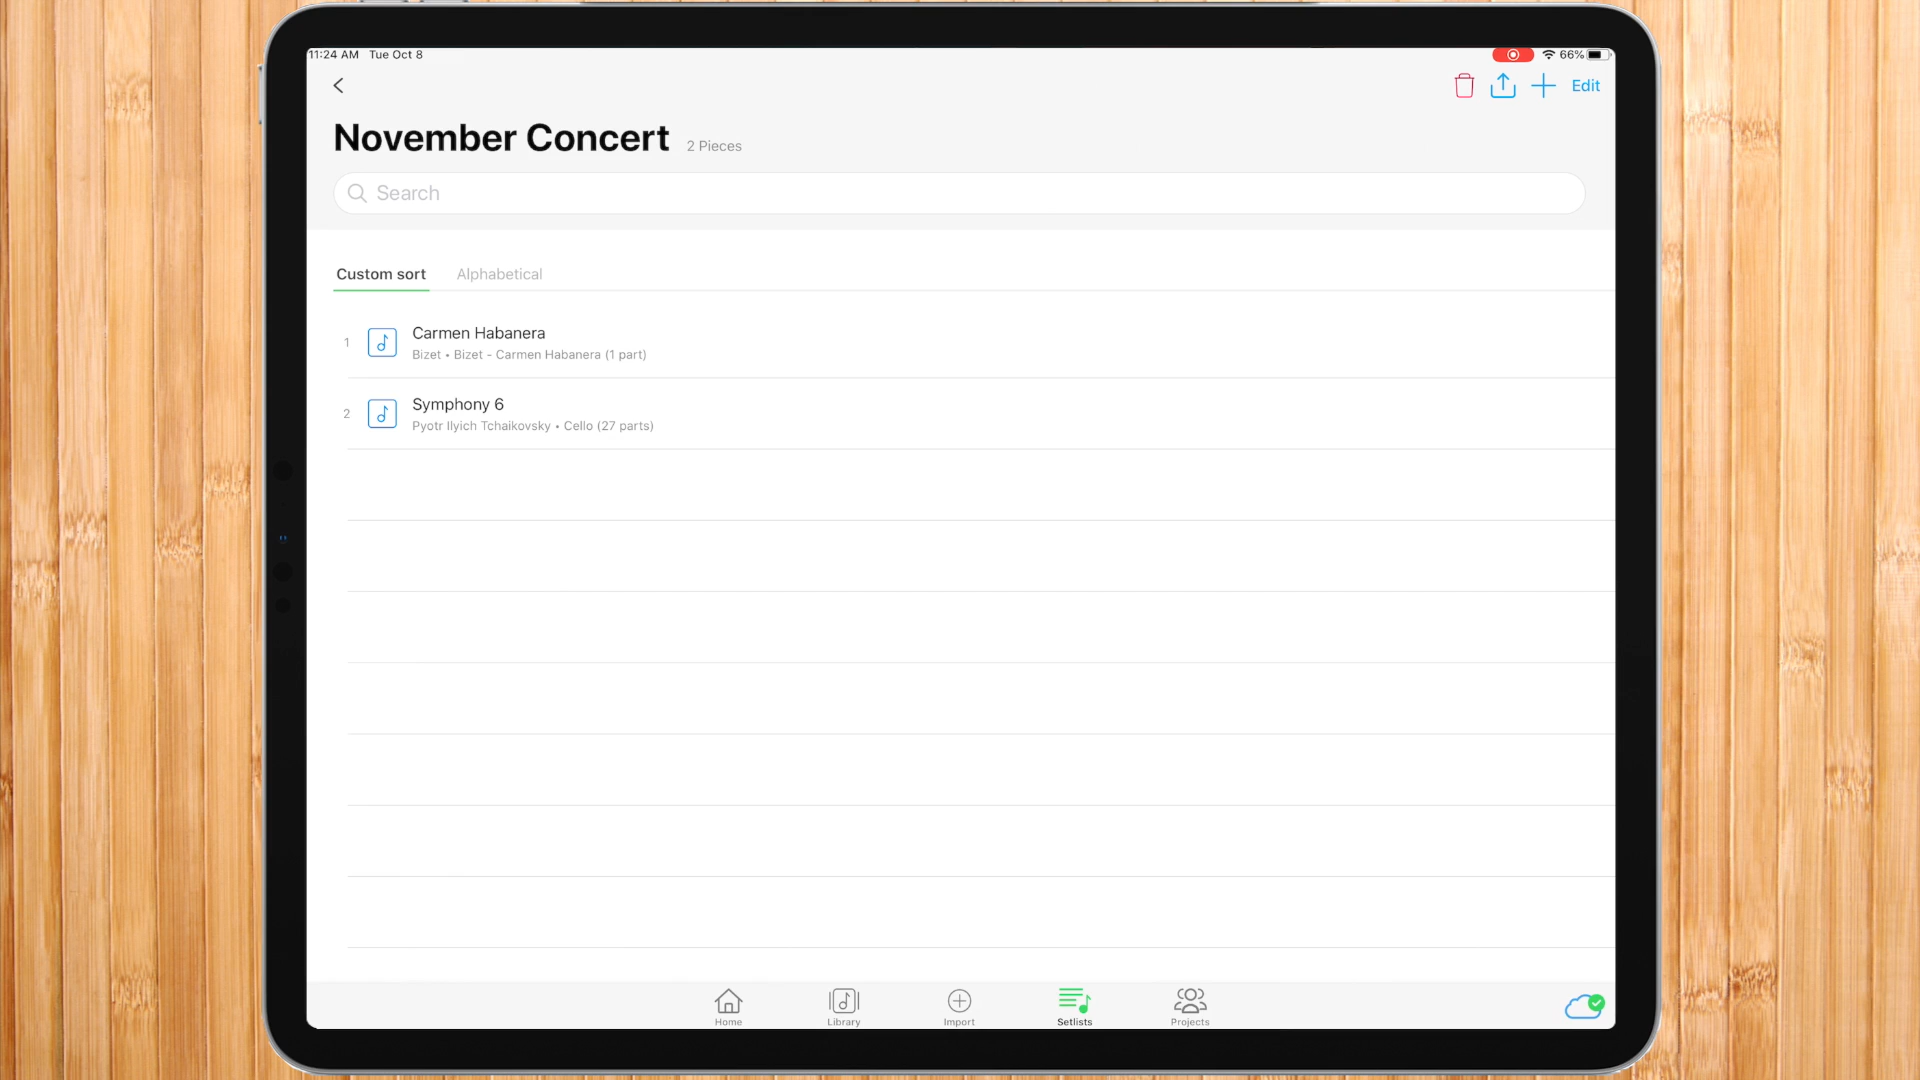 11:24 AM Tue Oct 8
66%
Edit
November Concert 2 Pieces
Search
Custom sort Alphabetical
1 Carmen Habanera
Bizet • Bizet - Carmen Habanera (1 part)
2 Symphony 6
Pyotr Ilyich Tchaikovsky • Cello (27 parts)
Home Library Import Setlists Projects